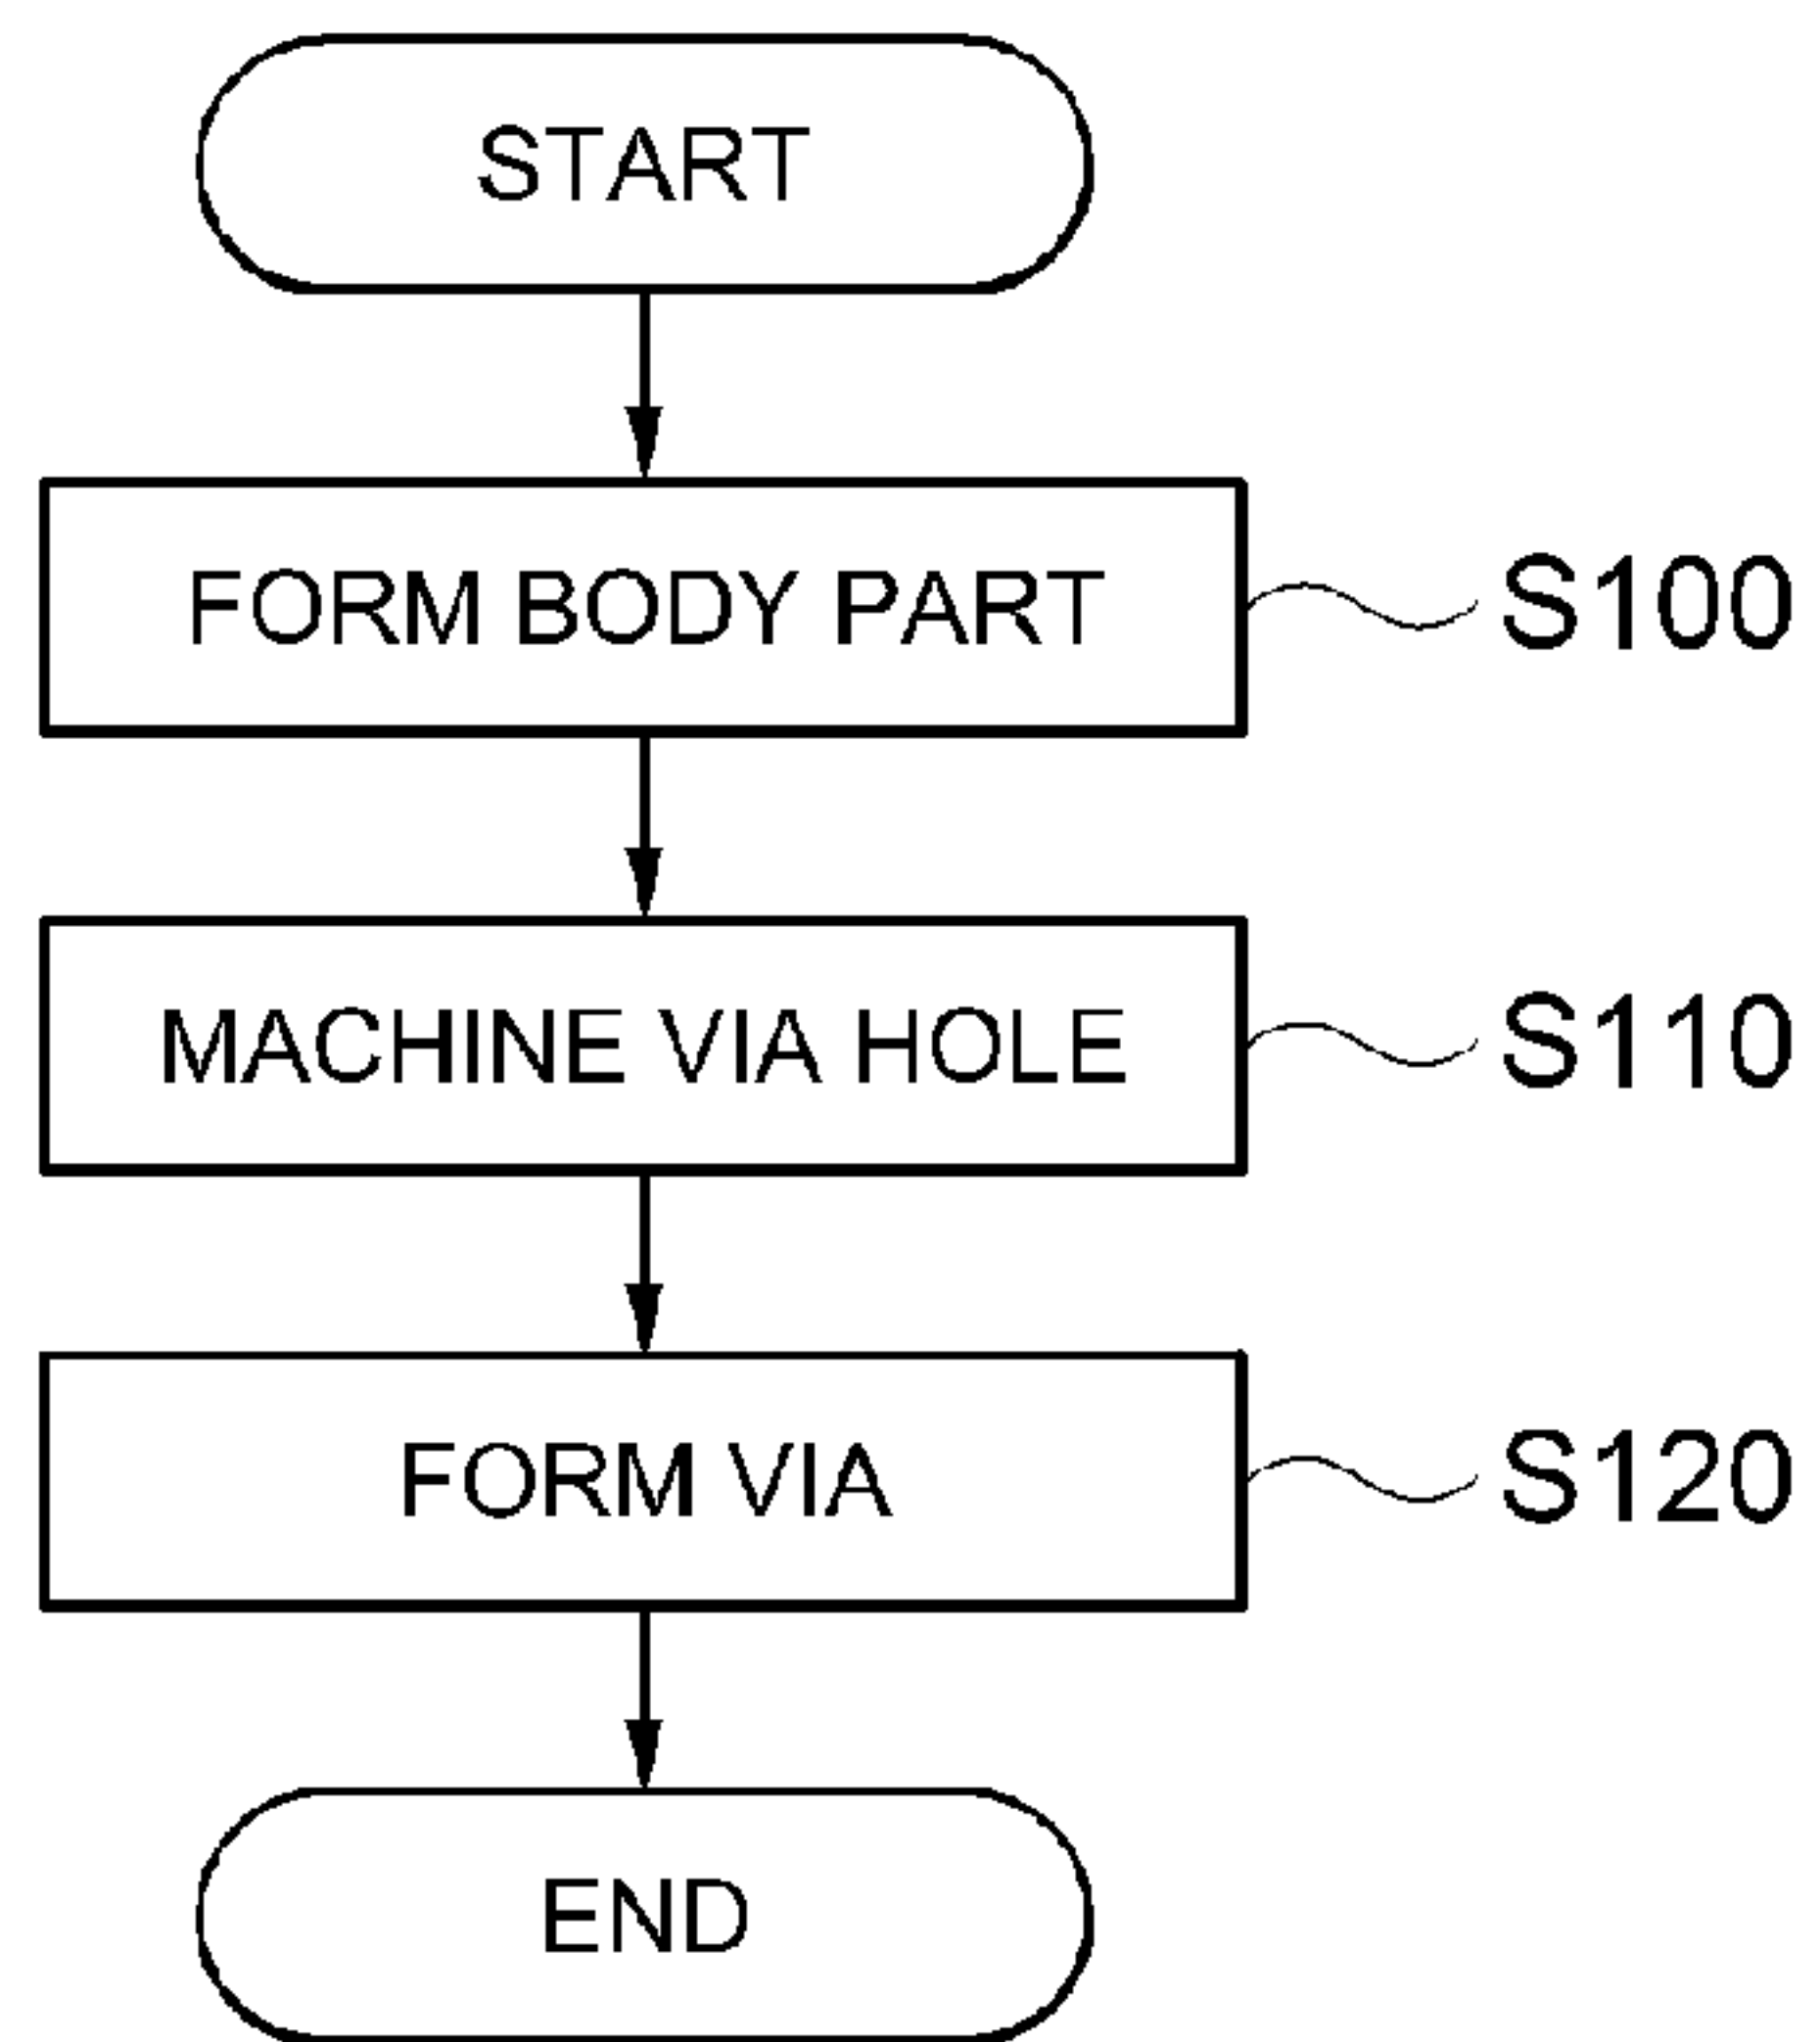 START
FORM BODY PART
S100
MACHINE VIA HOLE
S110
FORM VIA
S120
END